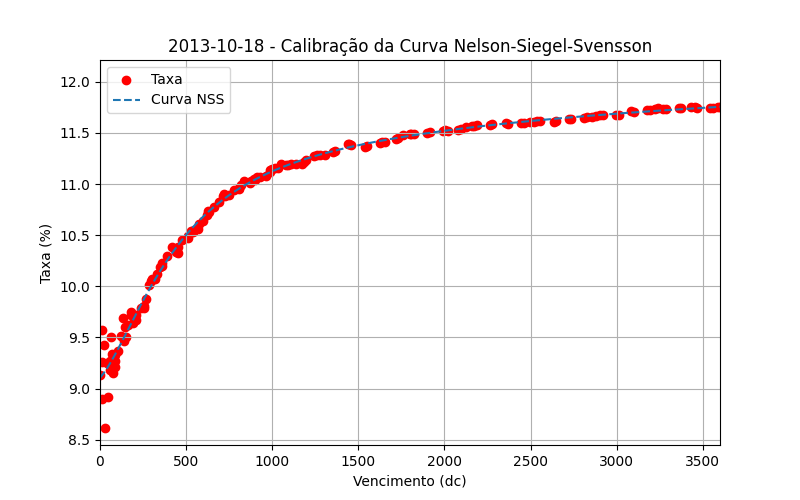 2013-10-18 - Calibração da Curva Nelson-Siegel-Svensson
Taxa
Curva NSS
Taxa (%)
12.0
11.5
11.0
10.5
10.0
9.5
9.0
8.5
0 500 1000 1500 2000 2500 3000 3500
Vencimento (dc)